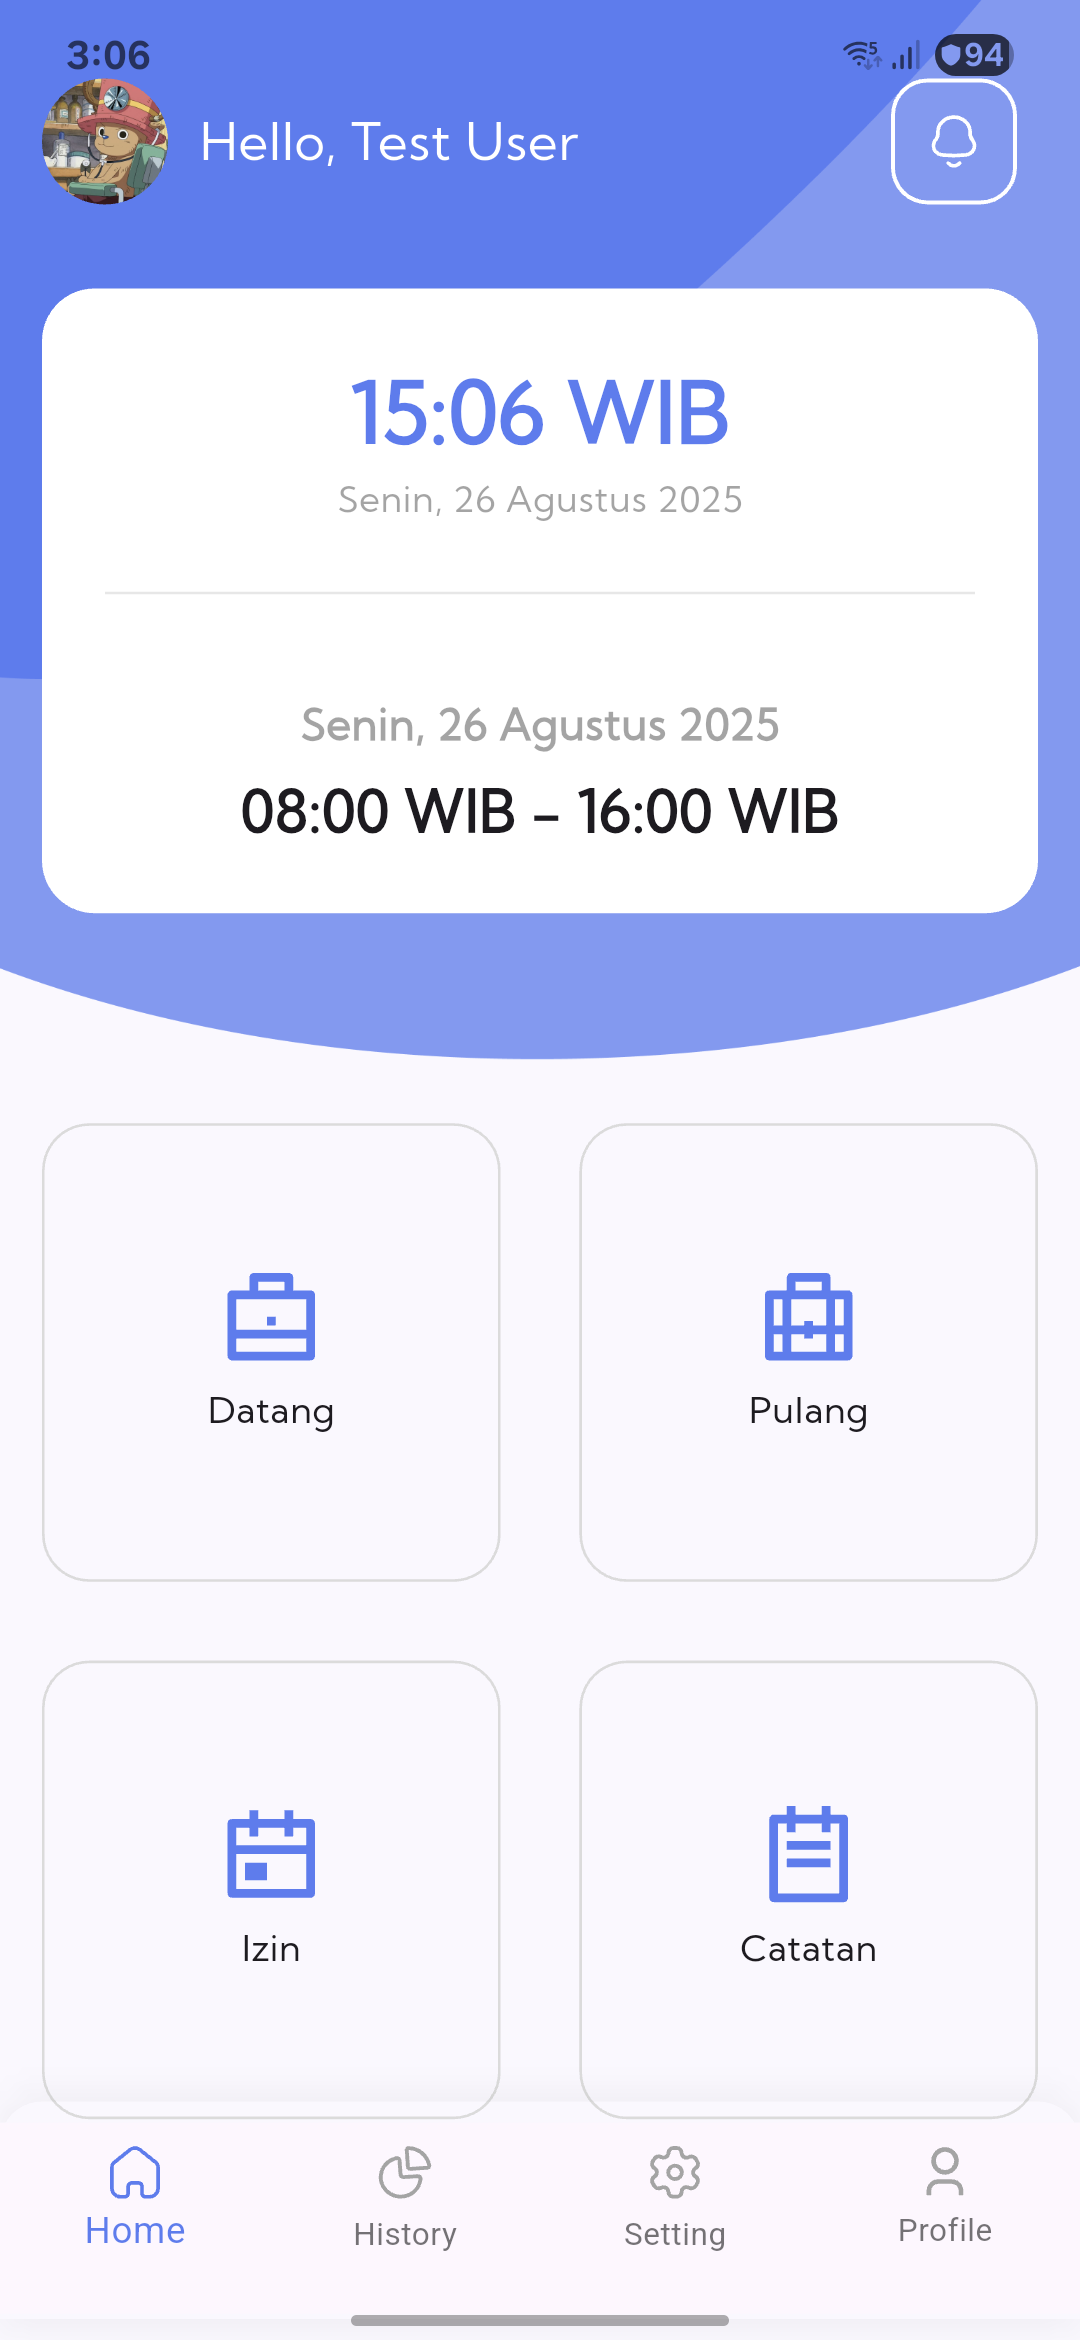 3:06
5
94
Hello, Test User
15:06 WIB
Senin, 26 Agustus 2025
Senin, 26 Agustus 2025
08:00 WIB – 16:00 WIB
Datang
Pulang
Izin
Catatan
Home
History
Setting
Profile